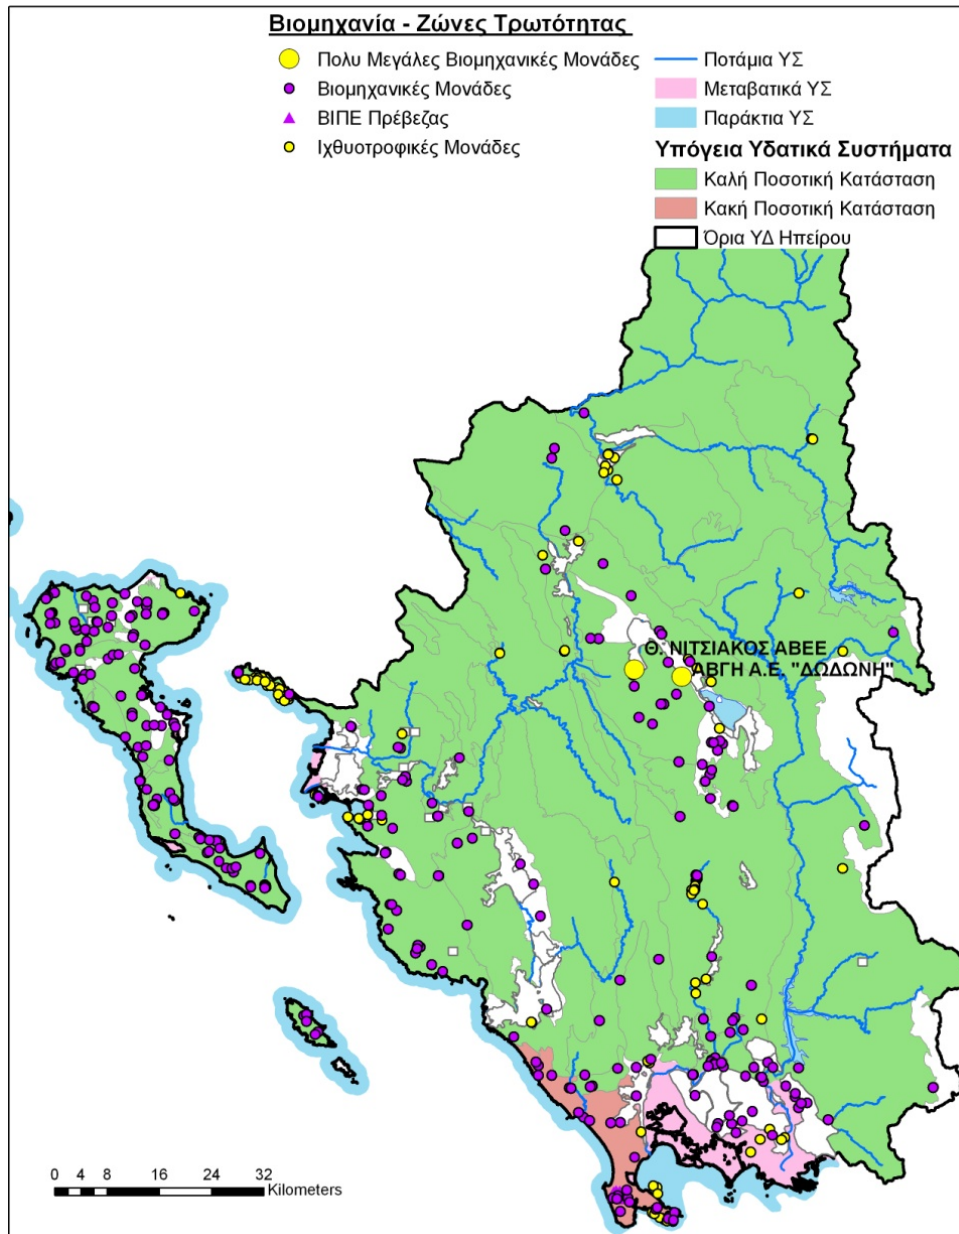 Βιομηχανία - Ζώνες Τρωτότητας
Πολυ Μεγάλες Βιομηχανικές Μονάδες
Βιομηχανικές Μονάδες
ΒΙΠΕ Πρέβεζας
Ιχθυοτροφικές Μονάδες
Ποτάμια ΥΣ
Μεταβατικά ΥΣ
Παράκτια ΥΣ
Υπόγεια Υδατικά Συστήματα
Καλή Ποσοτική Κατάσταση
Κακή Ποσοτική Κατάσταση
Όρια ΥΔ Ηπείρου
Θ. ΝΙΤΣΙΑΚΟΣ ΑΒΕΕ
ΑΒΓΗ Α.Ε. "ΔΩΔΩΝΗ"
0 4 8 16 24 32
Kilometers